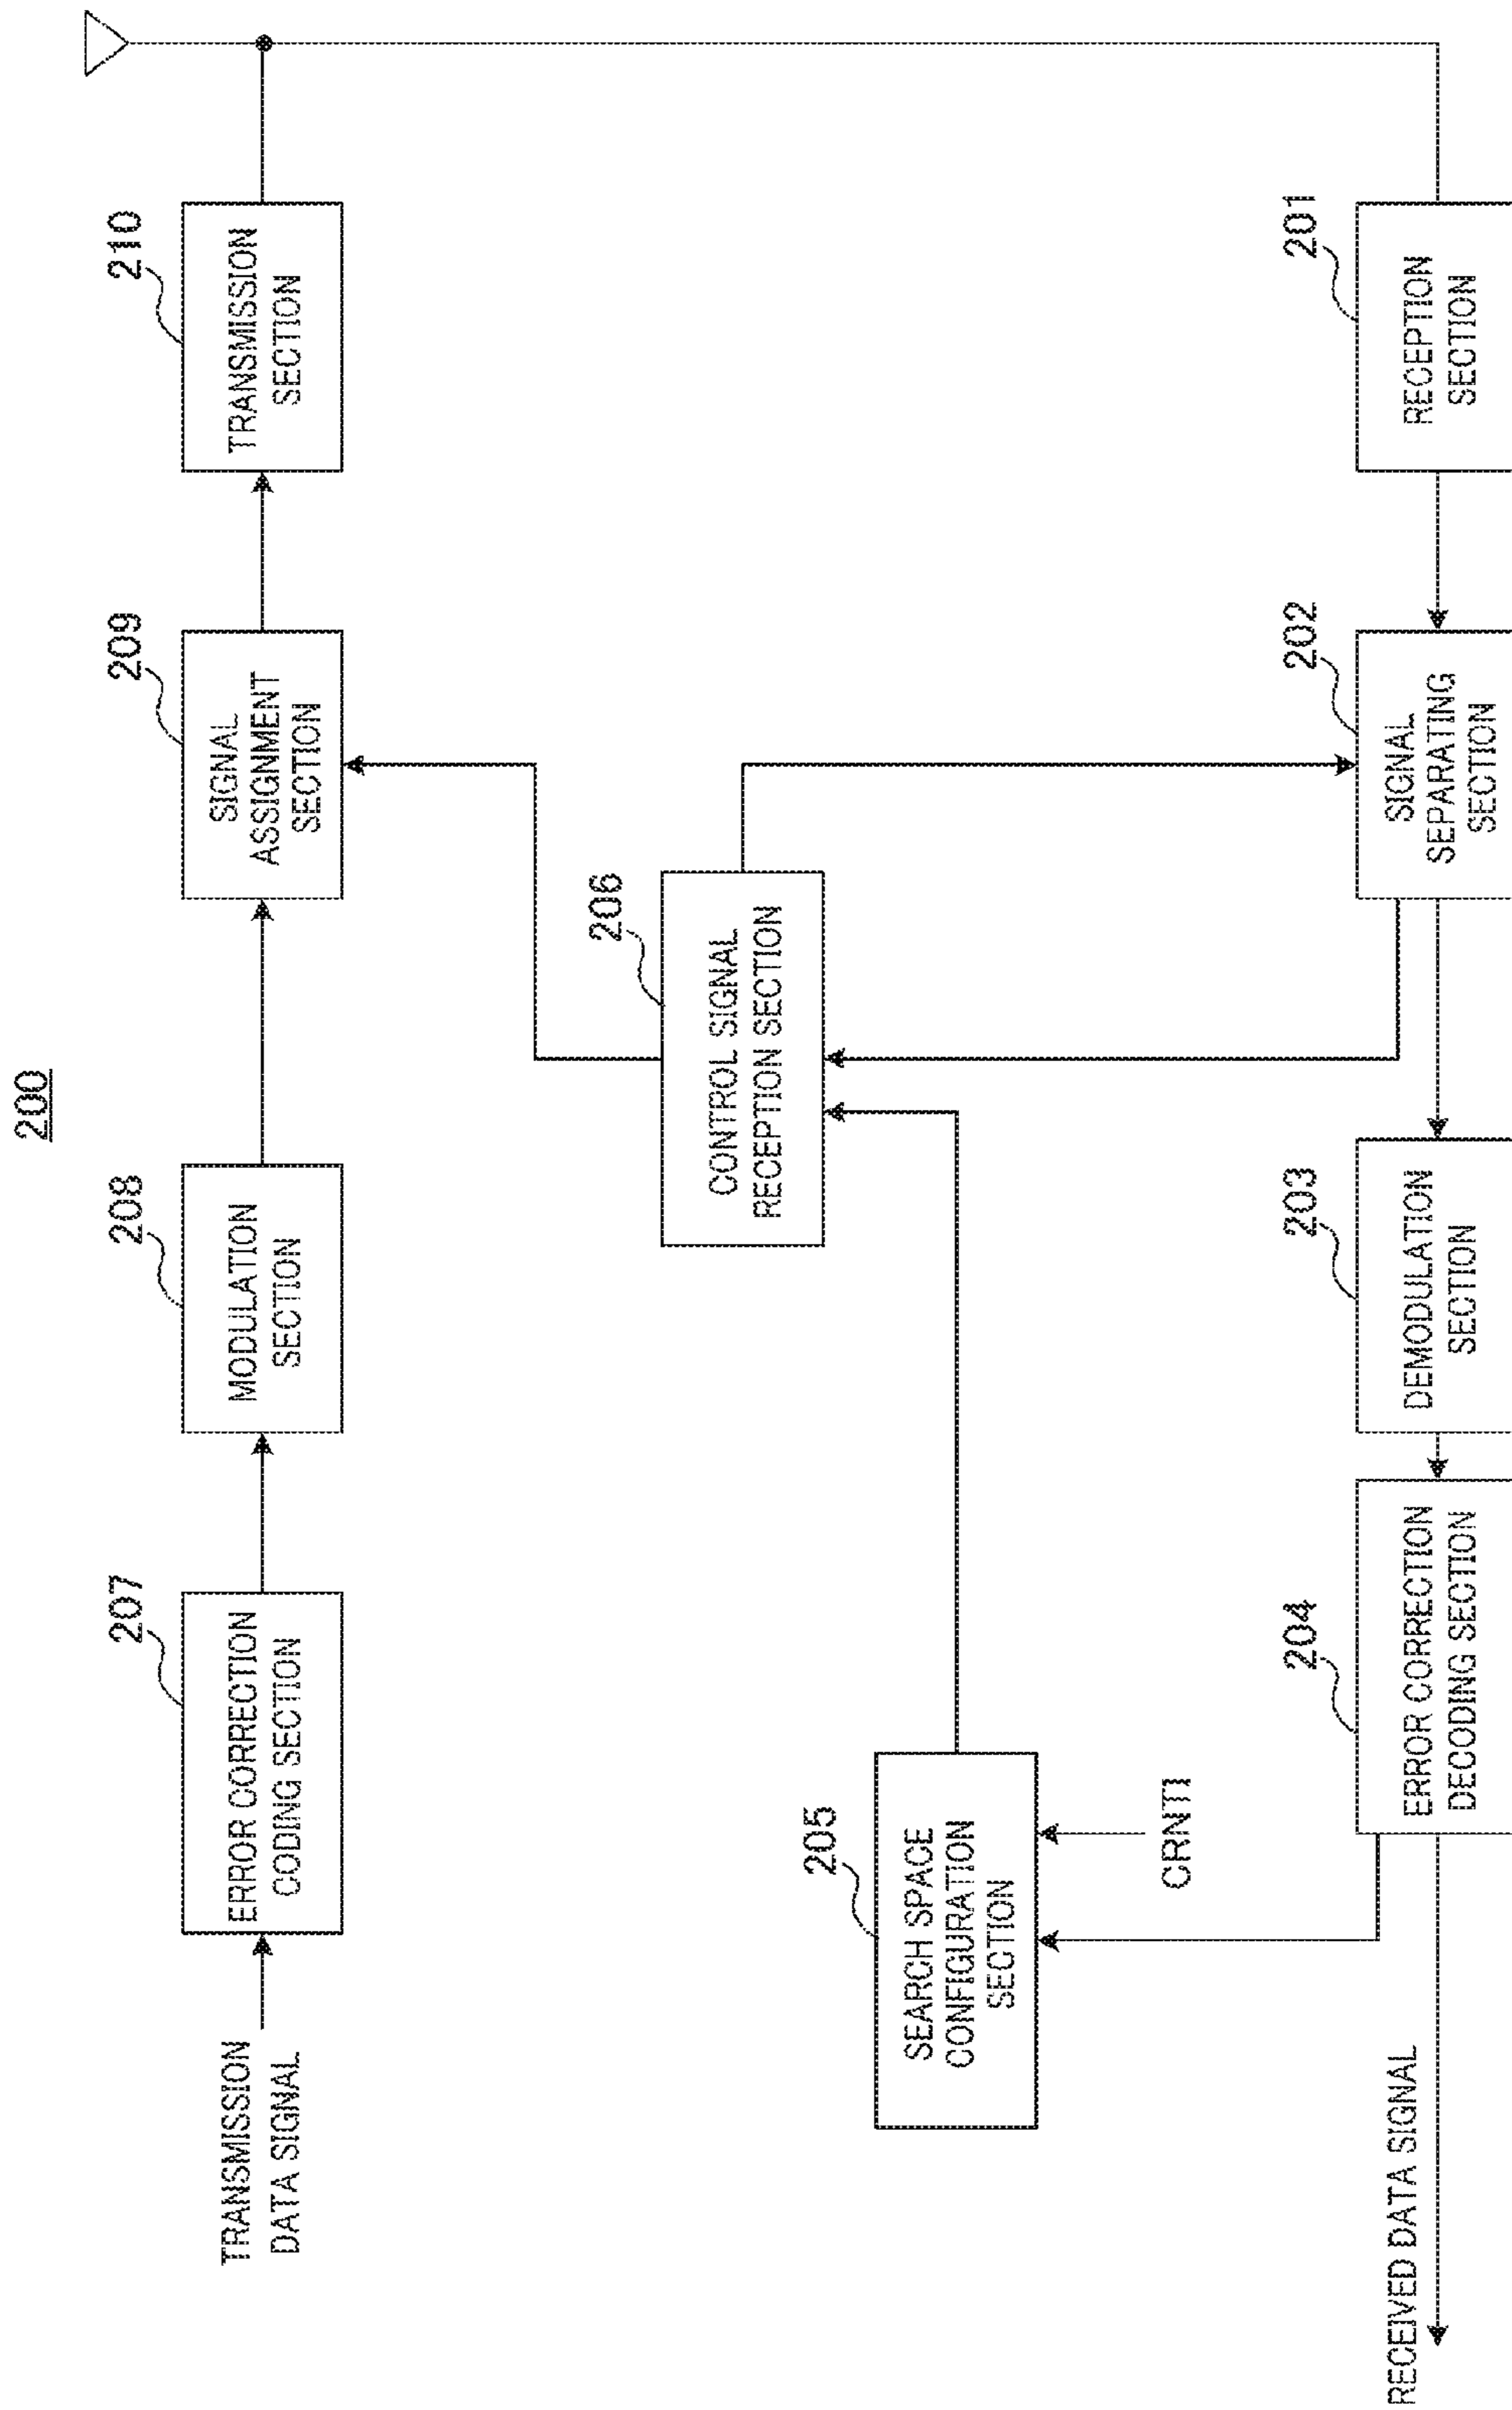 200
TRANSMISSION
DATA SIGNAL
207
ERROR CORRECTION
CODING SECTION
208
MODULATION
SECTION
209
SIGNAL
ASSIGNMENT
SECTION
210
TRANSMISSION
SECTION
206
CONTROL SIGNAL
RECEPTION SECTION
205
SEARCH SPACE
CONFIGURATION
SECTION
CRNTI
RECEIVED DATA SIGNAL
204
ERROR CORRECTION
DECODING SECTION
203
DEMODULATION
SECTION
202
SIGNAL
SEPARATING
SECTION
201
RECEPTION
SECTION